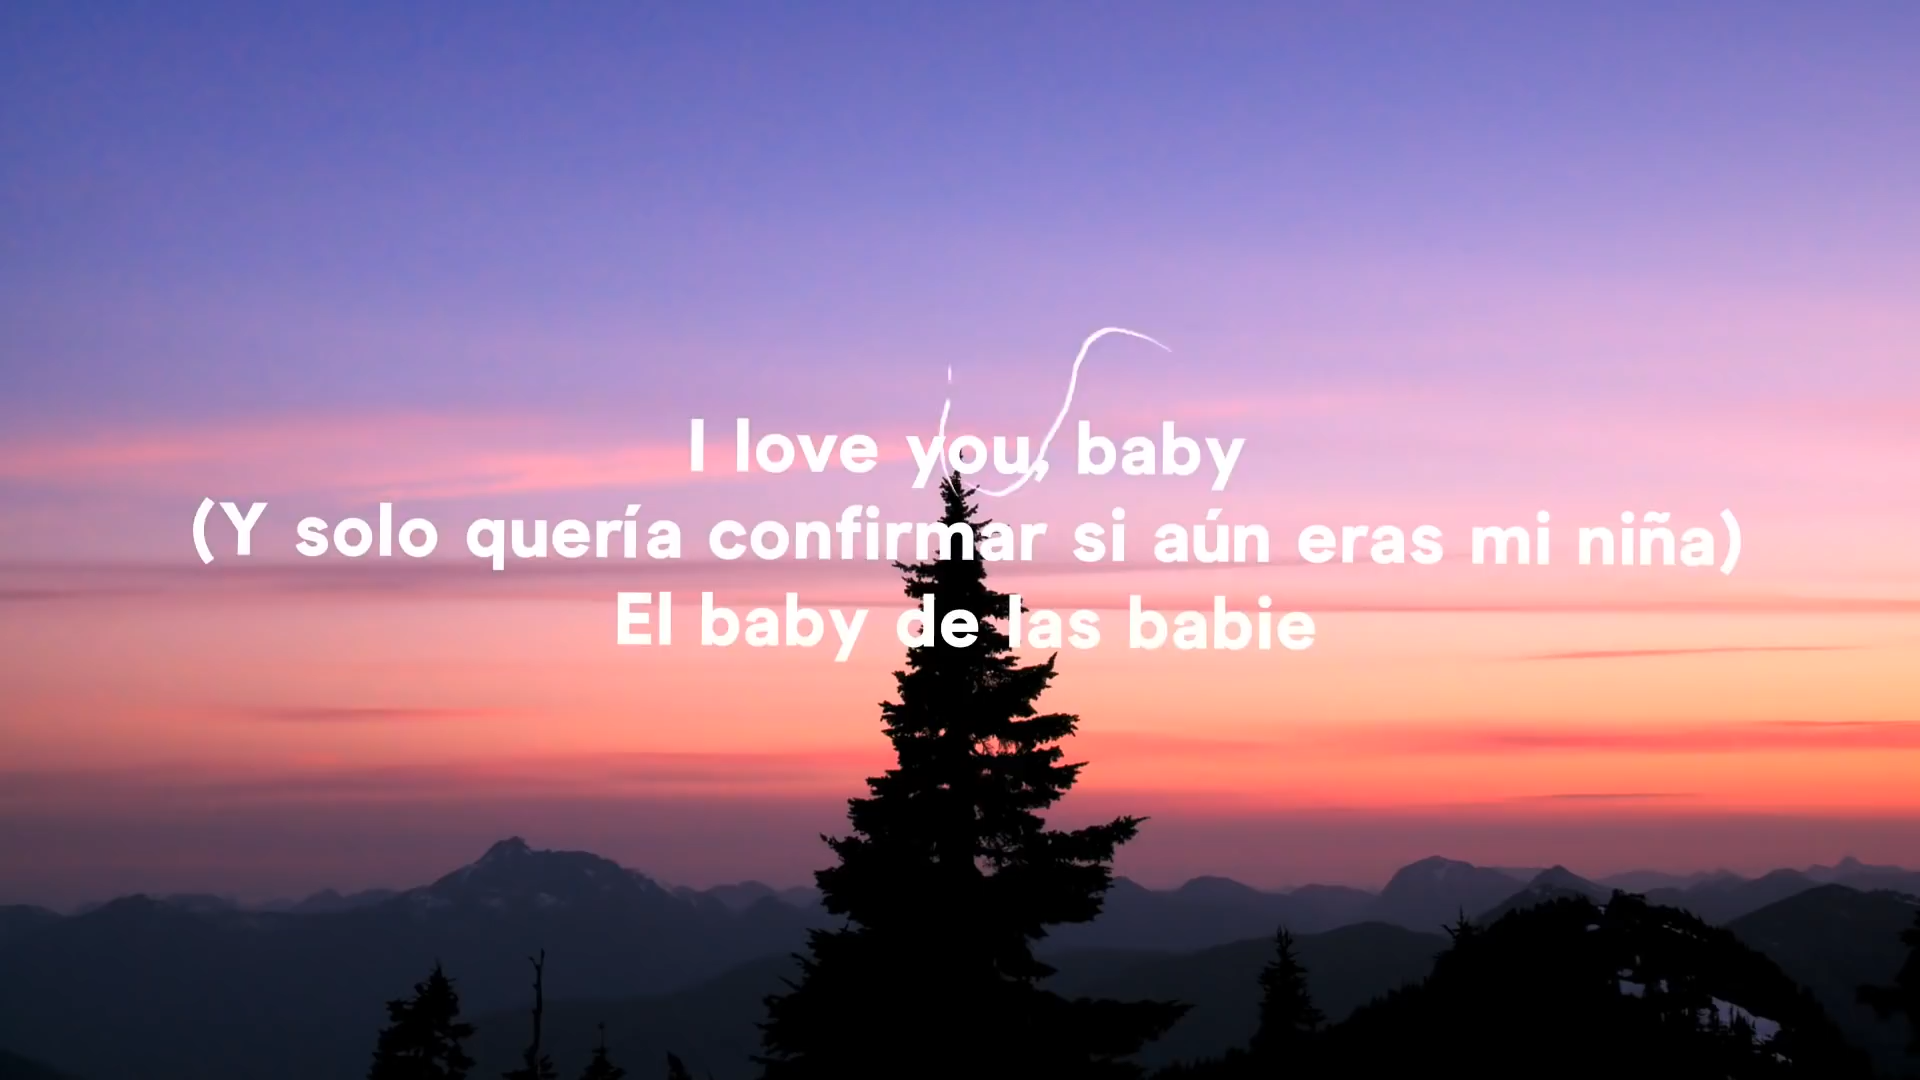 I love you, baby
(Y solo quería confirmar si aún eras mi niña)
El baby de las babie